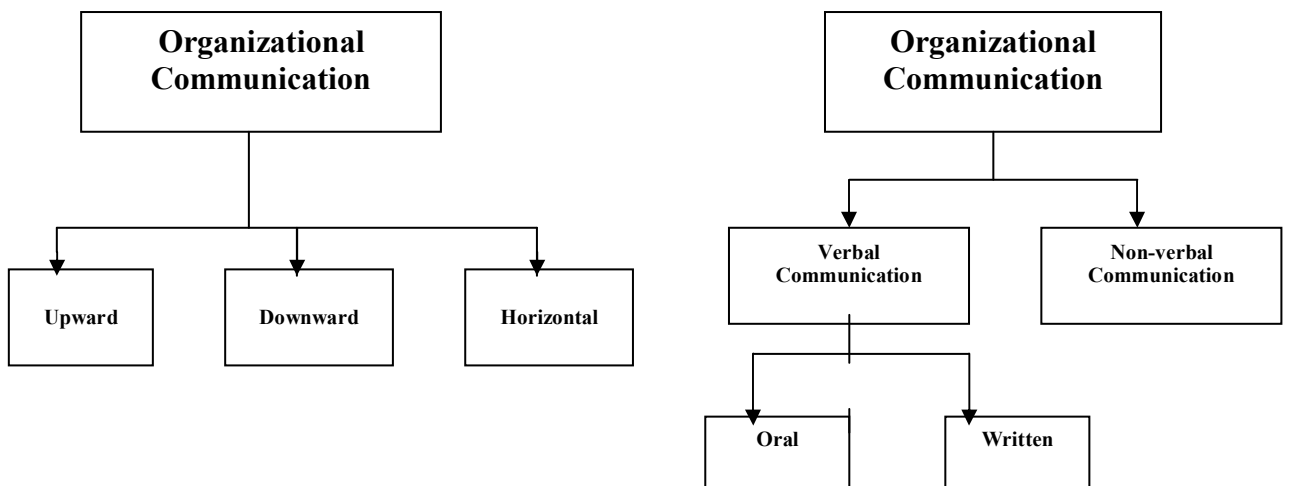 Organizational
Communication
Upward
Downward
Horizontal
Organizational
Communication
Verbal
Communication
Non-verbal
Communication
Oral
Written